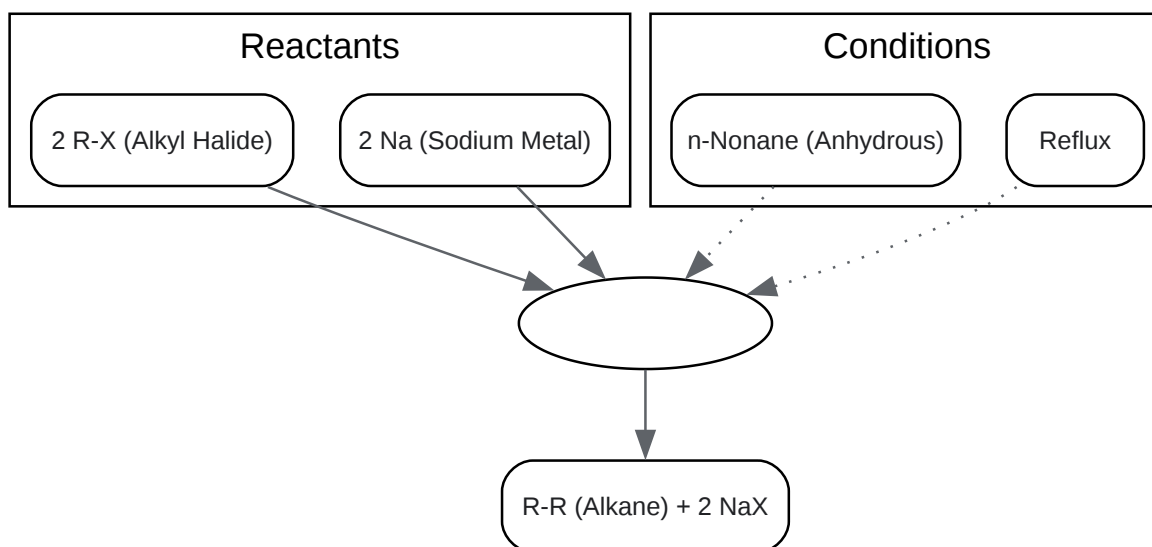 Reactants
Conditions
2 R-X (Alkyl Halide)
2 Na (Sodium Metal)
n-Nonane (Anhydrous)
Reflux
R-R (Alkane) + 2 NaX